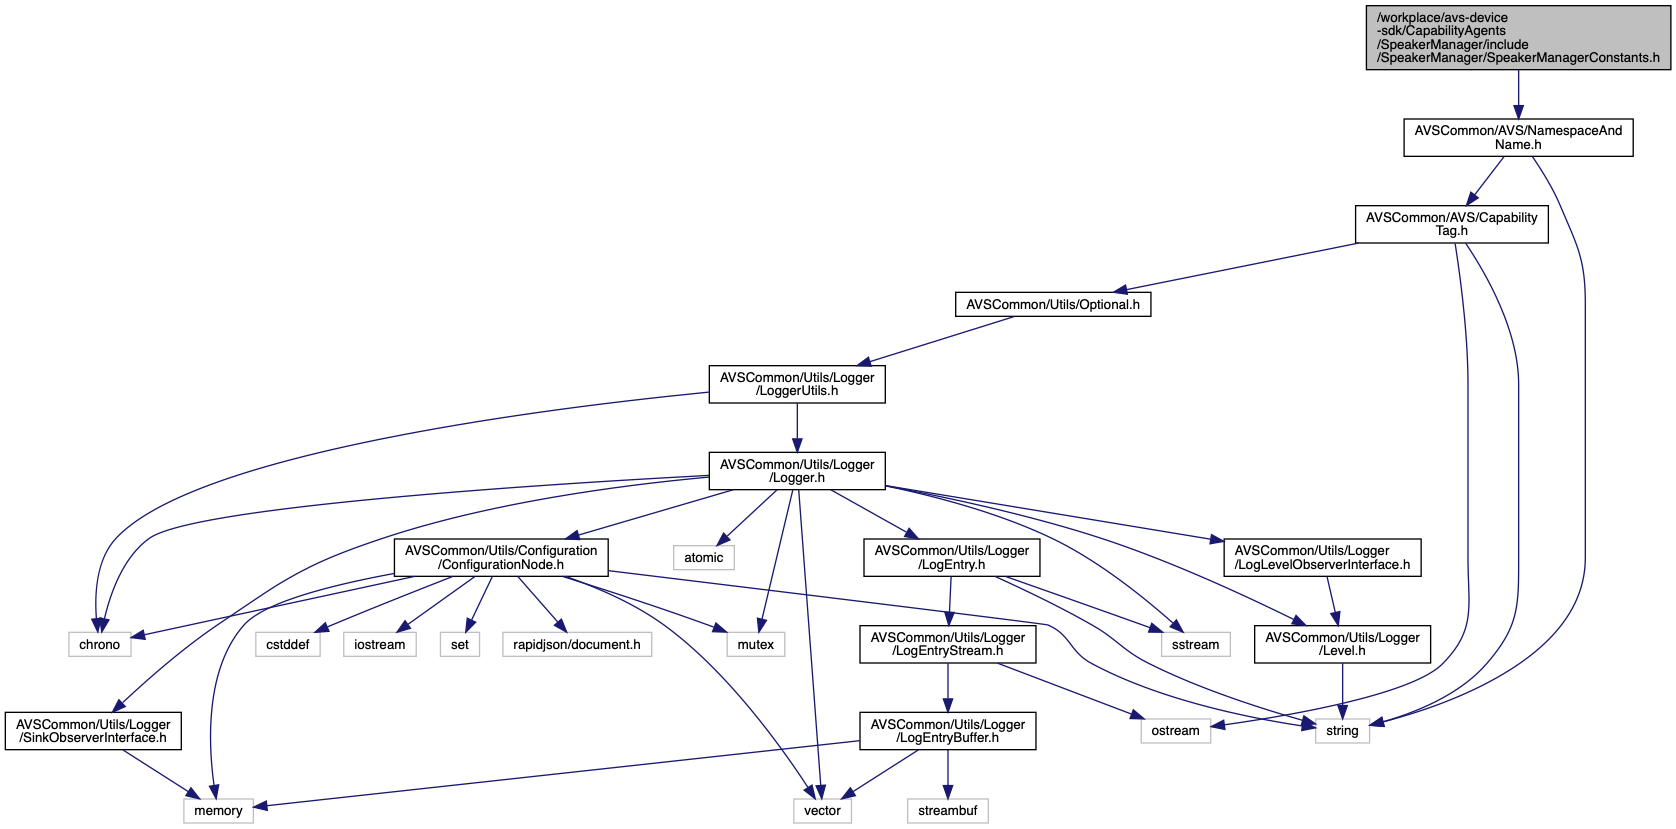 /workplace/avs-device
-sdk/CapabilityAgents
/SpeakerManager/include
/SpeakerManager/SpeakerManagerConstants.h
AVSCommon/AVS/NamespaceAnd
Name.h
AVSCommon/AVS/Capability
Tag.h
AVSCommon/Utils/Optional.h
AVSCommon/Utils/Logger
/LoggerUtils.h
AVSCommon/Utils/Logger
/Logger.h
AVSCommon/Utils/Configuration
/ConfigurationNode.h
atomic
AVSCommon/Utils/Logger
/LogEntry.h
AVSCommon/Utils/Logger
/LogLevelObserverInterface.h
chrono
cstddef
iostream
set
rapidjson/document.h
mutex
AVSCommon/Utils/Logger
/LogEntryStream.h
sstream
AVSCommon/Utils/Logger
/Level.h
AVSCommon/Utils/Logger
/SinkObserverInterface.h
AVSCommon/Utils/Logger
/LogEntryBuffer.h
ostream
string
memory
vector
streambuf